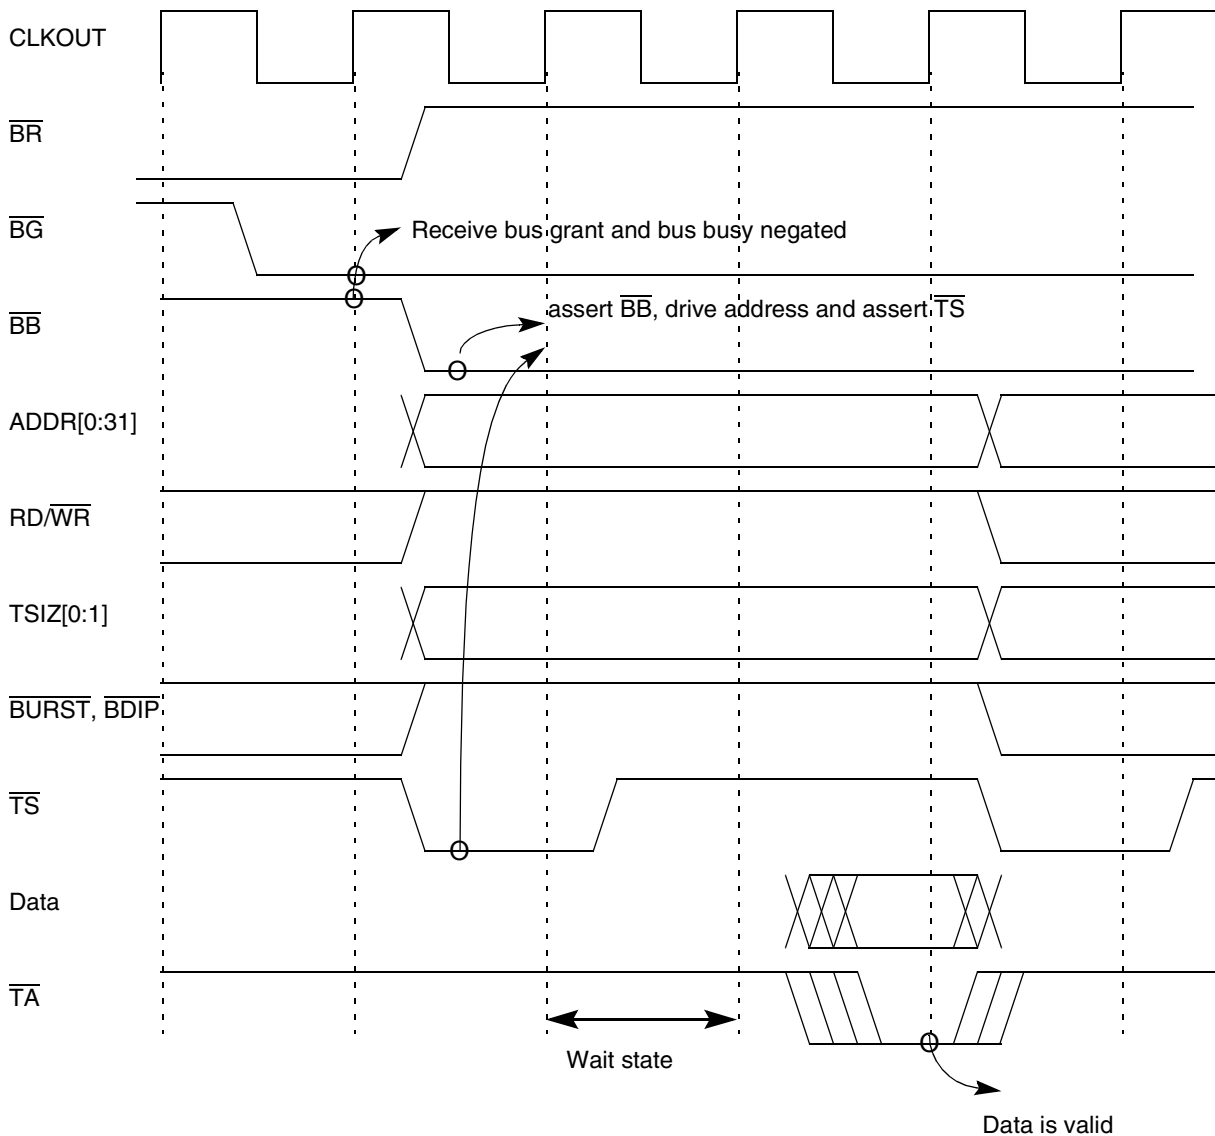 CLKOUT
BR
BG
Receive bus grant and bus busy negated
BB
assert BB, drive address and assert TS
ADDR[0:31]
RD/WR
TSIZ[0:1]
BURST, BDIP
TS
Data
TA
Wait state
Data is valid